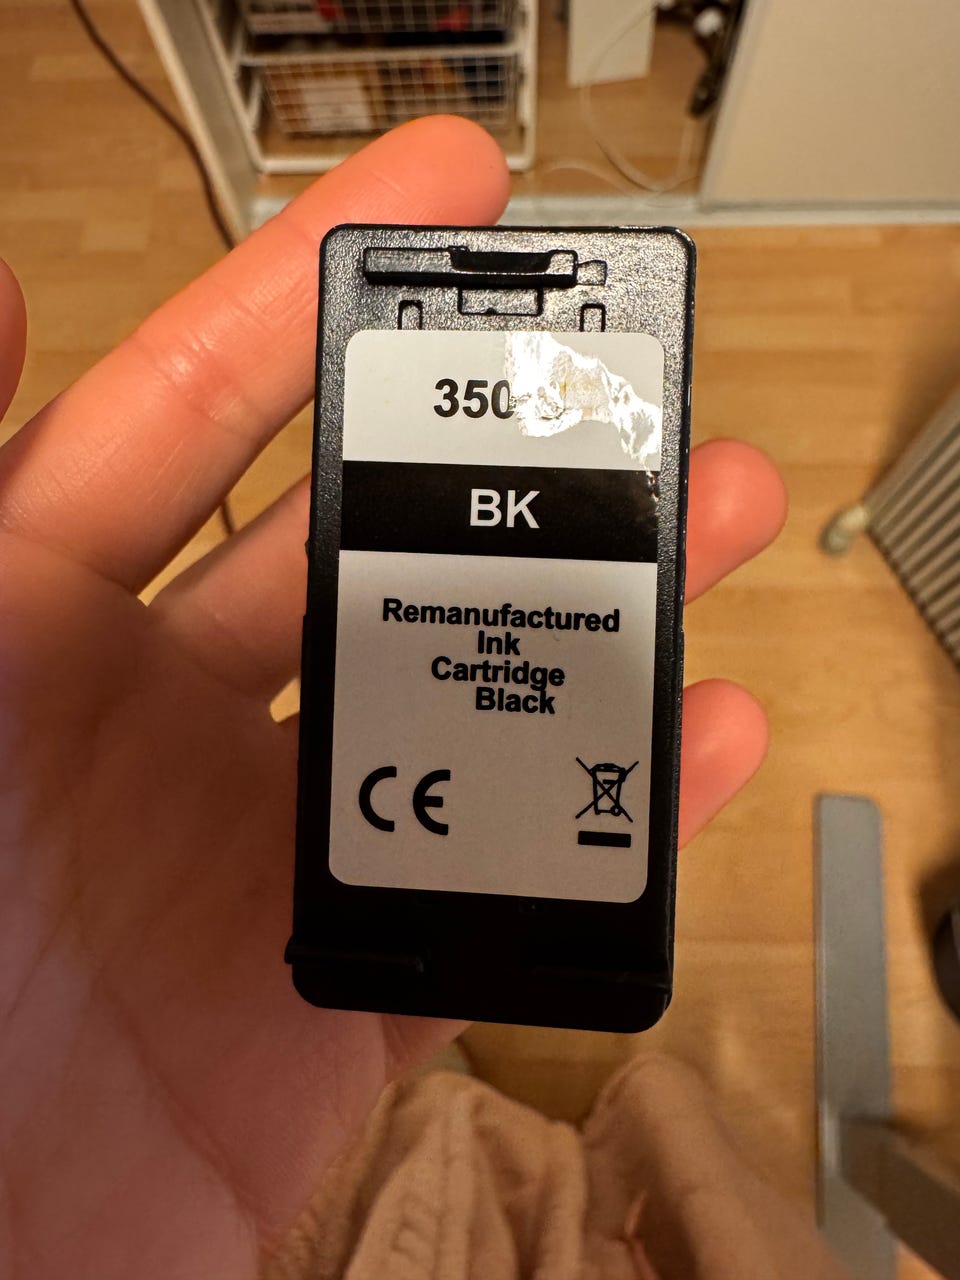 350
BK
Remanufactured
Ink
Cartridge
Black
CE